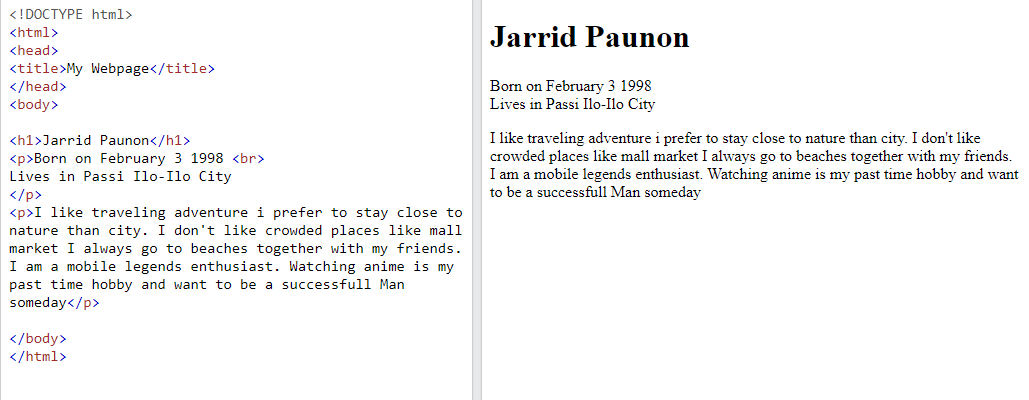 <!DOCTYPE html>
<html>
<head>
<title>My Webpage</title>
</head>
<body>
<h1>Jarrid Paunon</h1>
<p>Born on February 3 1998 <br>
Lives in Passi Ilo-Ilo City
</p>
<p>I like traveling adventure i prefer to stay close to
nature than city. I don't like crowded places like mall
market I always go to beaches together with my friends.
I am a mobile legends enthusiast. Watching anime is my
past time hobby and want to be a successfull Man
someday</p>
</body>
</html>
Jarrid Paunon
Born on February 3 1998
Lives in Passi Ilo-Ilo City
I like traveling adventure i prefer to stay close to nature than city. I don't like
crowded places like mall market I always go to beaches together with my friends.
I am a mobile legends enthusiast. Watching anime is my past time hobby and want
to be a successfull Man someday